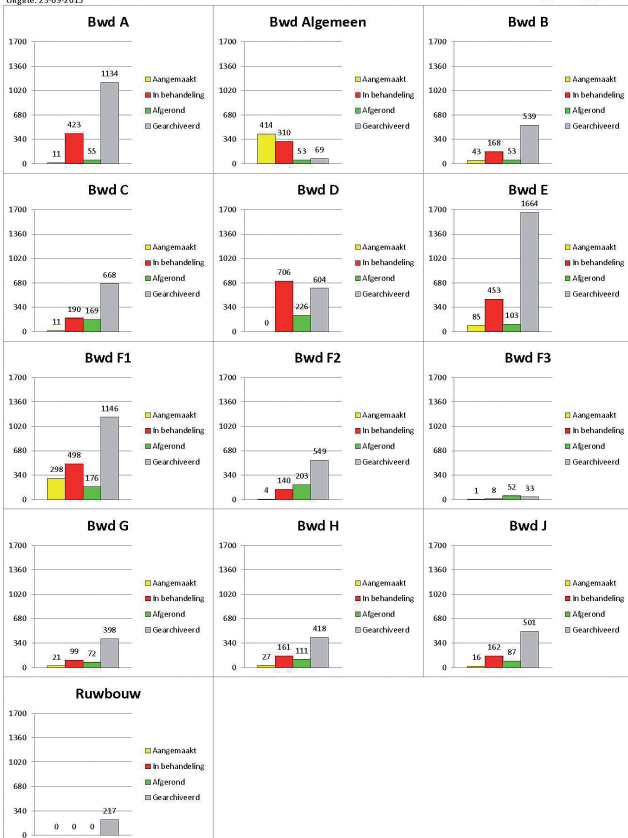 Uitgifte: 23-09-2015
Bwd A
1700
1360
1020
680
340
0
11
423
55
1134
Aangemaakt
In behandeling
Afgerond
Gearchiveerd
Bwd Algemeen
1700
1360
1020
680
340
0
414
310
53
69
Aangemaakt
In behandeling
Afgerond
Gearchiveerd
Bwd B
1700
1360
1020
680
340
0
43
168
53
539
Aangemaakt
In behandeling
Afgerond
Gearchiveerd
Bwd C
1700
1360
1020
680
340
0
11
190
169
668
Aangemaakt
In behandeling
Afgerond
Gearchiveerd
Bwd D
1700
1360
1020
680
340
0
0
706
226
604
Aangemaakt
In behandeling
Afgerond
Gearchiveerd
Bwd E
1700
1360
1020
680
340
0
85
453
103
1664
Aangemaakt
In behandeling
Afgerond
Gearchiveerd
Bwd F1
1700
1360
1020
680
340
0
298
498
176
1146
Aangemaakt
In behandeling
Afgerond
Gearchiveerd
Bwd F2
1700
1360
1020
680
340
0
4
140
203
549
Aangemaakt
In behandeling
Afgerond
Gearchiveerd
Bwd F3
1700
1360
1020
680
340
0
1
8
52
33
Aangemaakt
In behandeling
Afgerond
Gearchiveerd
Bwd G
1700
1360
1020
680
340
0
21
99
72
398
Aangemaakt
In behandeling
Afgerond
Gearchiveerd
Bwd H
1700
1360
1020
680
340
0
27
161
111
418
Aangemaakt
In behandeling
Afgerond
Gearchiveerd
Bwd J
1700
1360
1020
680
340
0
16
162
87
501
Aangemaakt
In behandeling
Afgerond
Gearchiveerd
Ruwbouw
1700
1360
1020
680
340
0
0
0
0
217
Aangemaakt
In behandeling
Afgerond
Gearchiveerd